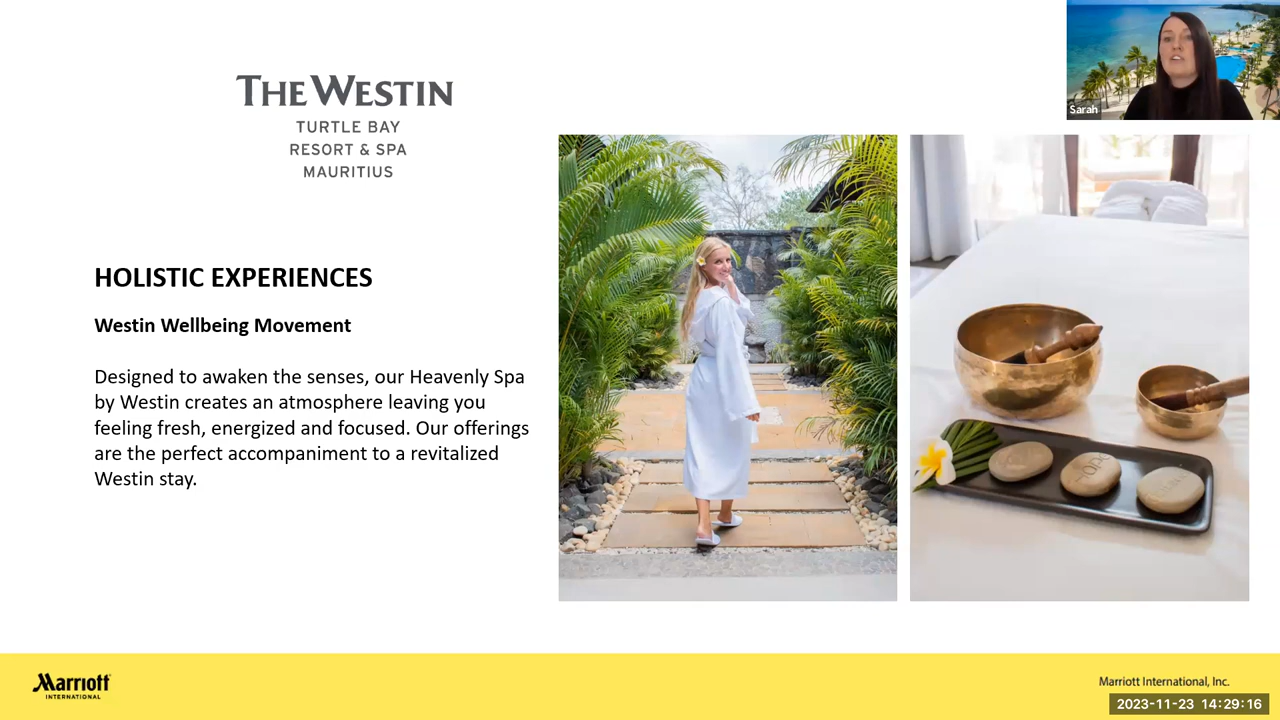 Sarah
THE WESTIN
TURTLE BAY
RESORT & SPA
MAURITIUS
HOLISTIC EXPERIENCES
Westin Wellbeing Movement
Designed to awaken the senses, our Heavenly Spa
by Westin creates an atmosphere leaving you
feeling fresh, energized and focused. Our offerings
are the perfect accompaniment to a revitalized
Westin stay.
HOPE
Marriott
INTERNATIONAL
Marriott International, Inc.
2023-11-23 14:29:16